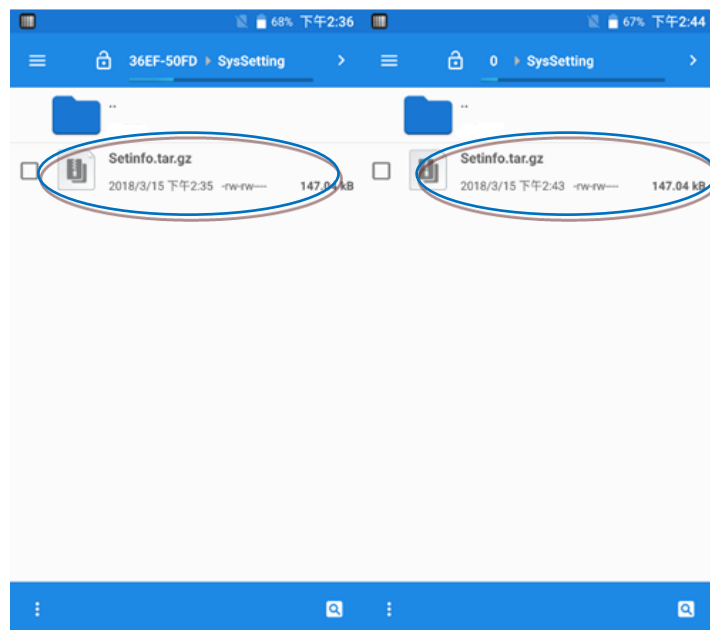 68% 下午2:36
36EF-50FD SysSetting
..
Setinfo.tar.gz
2018/3/15 下午2:35 -rw-rw---- 147.04 kB
67% 下午2:44
0 SysSetting
..
Setinfo.tar.gz
2018/3/15 下午2:43 -rw-rw---- 147.04 kB